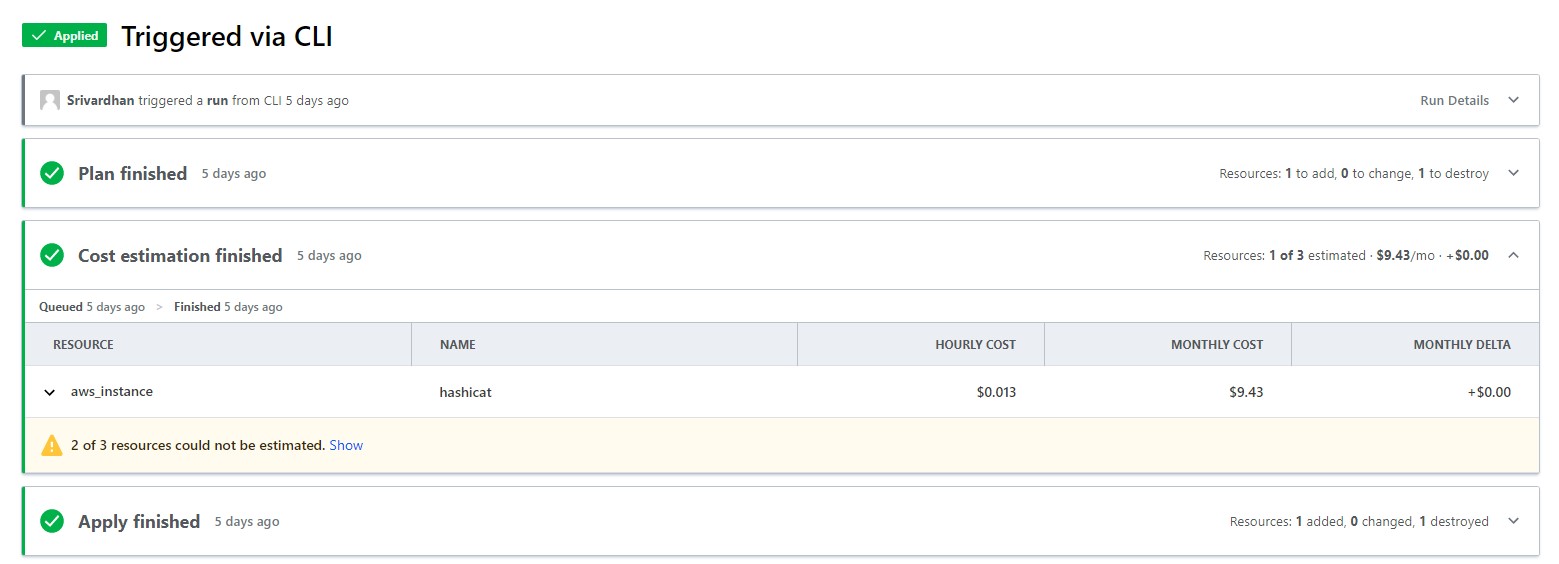 Applied Triggered via CLI
Srivardhan triggered a run from CLI 5 days ago Run Details
Plan finished 5 days ago Resources: 1 to add, 0 to change, 1 to destroy
Cost estimation finished 5 days ago Resources: 1 of 3 estimated · $9.43/mo · +$0.00
Queued 5 days ago > Finished 5 days ago
RESOURCE NAME HOURLY COST MONTHLY COST MONTHLY DELTA
aws_instance hashicat $0.013 $9.43 +$0.00
2 of 3 resources could not be estimated. Show
Apply finished 5 days ago Resources: 1 added, 0 changed, 1 destroyed